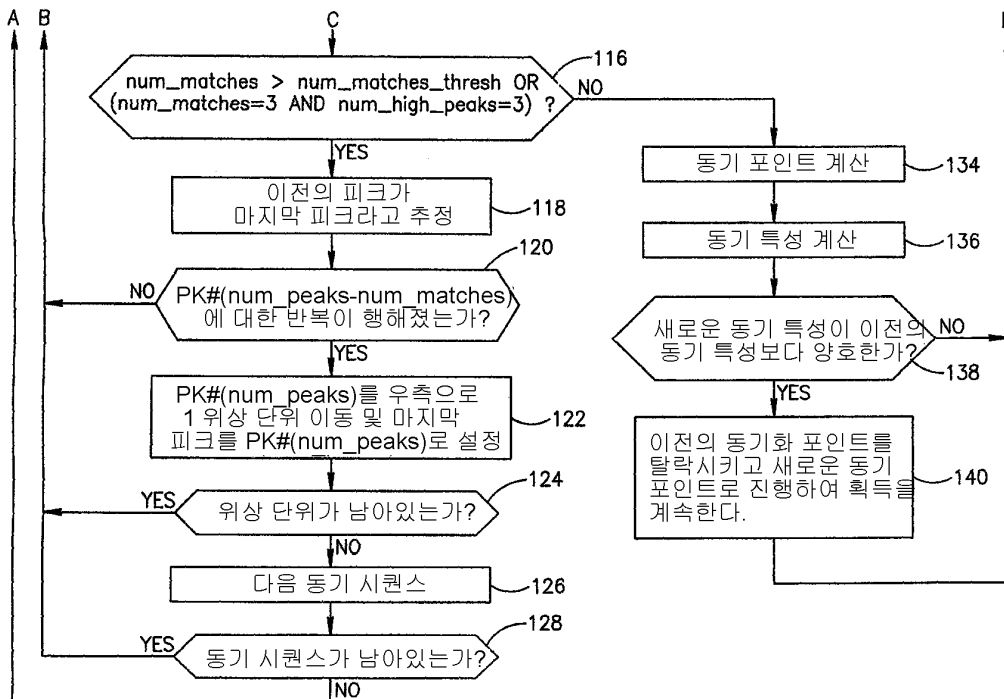 A B
C
num_matches > num_matches_thresh OR
(num_matches=3 AND num_high_peaks=3) ?
116
NO
YES
이전의 피크가
마지막 피크라고 추정
118
120
PK#(num_peaks-num_matches)
에 대한 반복이 행해졌는가?
NO
YES
PK#(num_peaks)를 우측으로
1 위상 단위 이동 및 마지막
피크를 PK#(num_peaks)로 설정
122
124
위상 단위가 남아있는가?
YES
NO
다음 동기 시퀀스
126
128
동기 시퀀스가 남아있는가?
YES
NO
동기 포인트 계산
134
동기 특성 계산
136
새로운 동기 특성이 이전의
동기 특성보다 양호한가?
NO
138
YES
이전의 동기화 포인트를
탈락시키고 새로운 동기
포인트로 진행하여 획득을
계속한다.
140